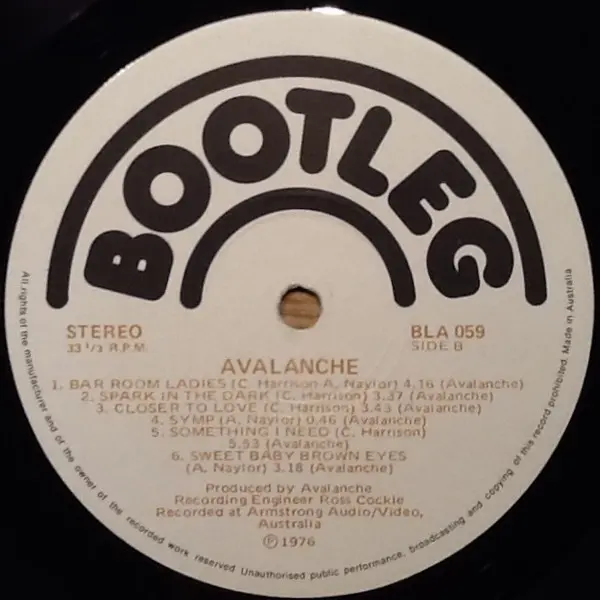 BOOTLEG
STEREO
33 1/3 R.P.M.
BLA 059
SIDE B
AVALANCHE
1. BAR ROOM LADIES (C. Harrison A. Naylor) 4.16 (Avalanche)
2. SPARK IN THE DARK (C. Harrison) 3.37 (Avalanche)
3. CLOSER TO LOVE (C. Harrison) 3.43 (Avalanche)
4. SYMP (A. Naylor) 0.46 (Avalanche)
5. SOMETHING I NEED (C. Harrison)
5.53 (Avalanche)
6. SWEET BABY BROWN EYES
(A. Naylor) 3.18 (Avalanche)
Produced by Avalanche
Recording Engineer Ross Cockle
Recorded at Armstrong Audio/Video,
Australia
Ⓟ 1976
All rights of the manufacturer and of the owner of the recorded work reserved Unauthorised public performance, broadcasting and copying of this record prohibited. Made in Australia